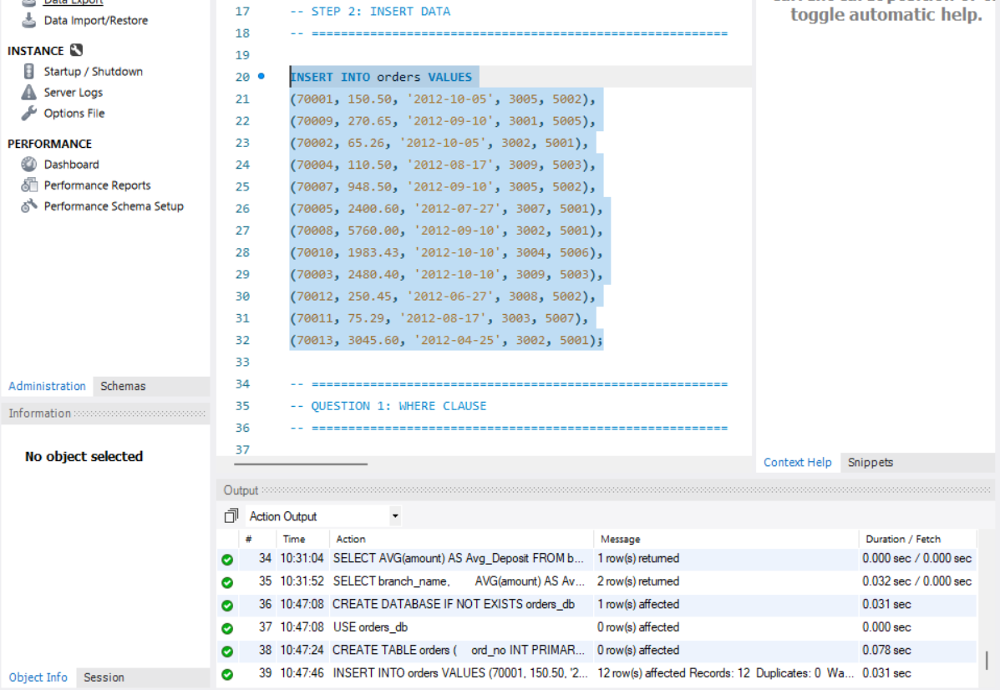 Data Export
Data Import/Restore
INSTANCE
Startup / Shutdown
Server Logs
Options File
PERFORMANCE
Dashboard
Performance Reports
Performance Schema Setup
Administration Schemas
Information
No object selected
Object Info Session
17 -- STEP 2: INSERT DATA
18 -- =========================================================
19
20 INSERT INTO orders VALUES
21 (70001, 150.50, '2012-10-05', 3005, 5002),
22 (70009, 270.65, '2012-09-10', 3001, 5005),
23 (70002, 65.26, '2012-10-05', 3002, 5001),
24 (70004, 110.50, '2012-08-17', 3009, 5003),
25 (70007, 948.50, '2012-09-10', 3005, 5002),
26 (70005, 2400.60, '2012-07-27', 3007, 5001),
27 (70008, 5760.00, '2012-09-10', 3002, 5001),
28 (70010, 1983.43, '2012-10-10', 3004, 5006),
29 (70003, 2480.40, '2012-10-10', 3009, 5003),
30 (70012, 250.45, '2012-06-27', 3008, 5002),
31 (70011, 75.29, '2012-08-17', 3003, 5007),
32 (70013, 3045.60, '2012-04-25', 3002, 5001);
33
34 -- =========================================================
35 -- QUESTION 1: WHERE CLAUSE
36 -- =========================================================
37
toggle automatic help.
Context Help Snippets
Output
Action Output
# Time Action Message Duration / Fetch
34 10:31:04 SELECT AVG(amount) AS Avg_Deposit FROM b... 1 row(s) returned 0.000 sec / 0.000 sec
35 10:31:52 SELECT branch_name, AVG(amount) AS Av... 2 row(s) returned 0.032 sec / 0.000 sec
36 10:47:08 CREATE DATABASE IF NOT EXISTS orders_db 1 row(s) affected 0.031 sec
37 10:47:08 USE orders_db 0 row(s) affected 0.000 sec
38 10:47:24 CREATE TABLE orders ( ord_no INT PRIMAR... 0 row(s) affected 0.078 sec
39 10:47:46 INSERT INTO orders VALUES (70001, 150.50, '2... 12 row(s) affected Records: 12 Duplicates: 0 Wa... 0.031 sec